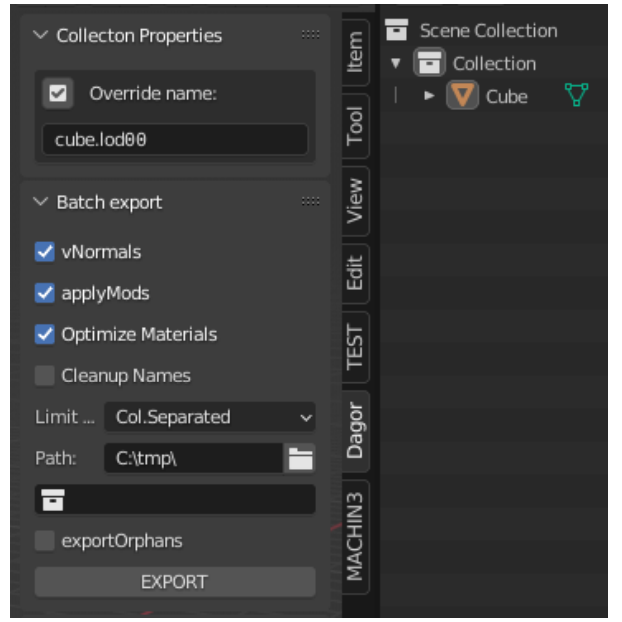 Collecton Properties
Override name:
cube.lod00
Batch export
vNormals
applyMods
Optimize Materials
Cleanup Names
Limit ... Col.Separated
Path: C:\tmp\
exportOrphans
EXPORT
Item
Tool
View
Edit
TEST
Dagor
MACHIN3
Scene Collection
Collection
Cube